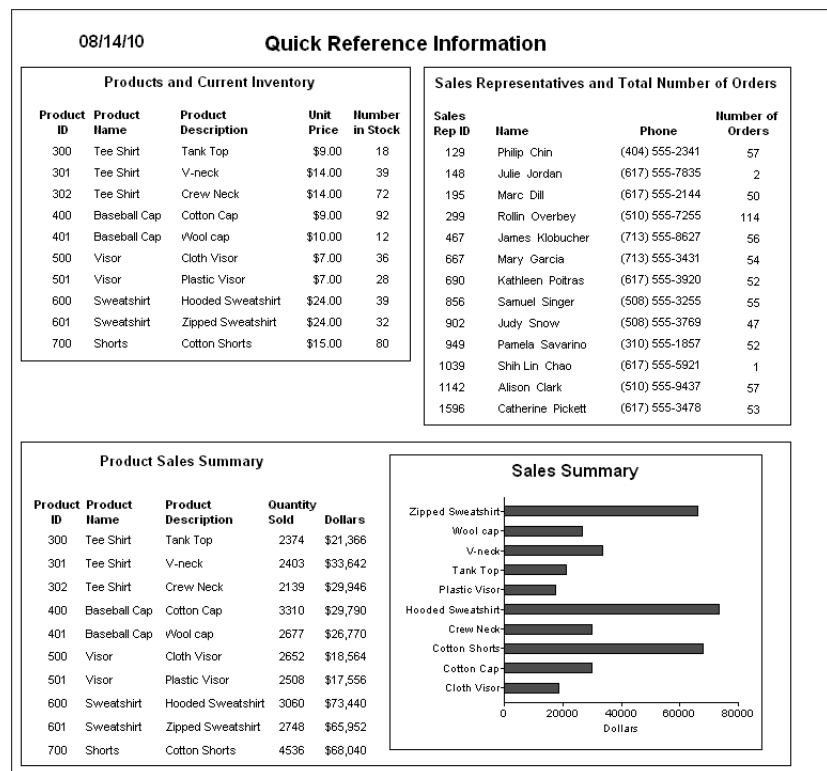 08/14/10 Quick Reference Information
Products and Current Inventory
Product ID Product Name Product Description Unit Price Number in Stock
300 Tee Shirt Tank Top $9.00 18
301 Tee Shirt V-neck $14.00 39
302 Tee Shirt Crew Neck $14.00 72
400 Baseball Cap Cotton Cap $9.00 92
401 Baseball Cap Wool cap $10.00 12
500 Visor Cloth Visor $7.00 36
501 Visor Plastic Visor $7.00 28
600 Sweatshirt Hooded Sweatshirt $24.00 39
601 Sweatshirt Zipped Sweatshirt $24.00 32
700 Shorts Cotton Shorts $15.00 80
Sales Representatives and Total Number of Orders
Sales Rep ID Name Phone Number of Orders
129 Philip Chin (404) 555-2341 57
148 Julie Jordan (617) 555-7835 2
195 Marc Dill (617) 555-2144 50
299 Rollin Overbey (510) 555-7255 114
467 James Klobucher (713) 555-8627 56
667 Mary Garcia (713) 555-3431 54
690 Kathleen Poitras (617) 555-3920 52
856 Samuel Singer (508) 555-3255 55
902 Judy Snow (508) 555-3769 47
949 Pamela Savarino (310) 555-1857 52
1039 Shih Lin Chao (617) 555-5921 1
1142 Alison Clark (510) 555-9437 57
1596 Catherine Pickett (617) 555-3478 53
Product Sales Summary
Product ID Product Name Product Description Quantity Sold Dollars
300 Tee Shirt Tank Top 2374 $21,366
301 Tee Shirt V-neck 2403 $33,642
302 Tee Shirt Crew Neck 2139 $29,946
400 Baseball Cap Cotton Cap 3310 $29,790
401 Baseball Cap Wool cap 2677 $26,770
500 Visor Cloth Visor 2652 $18,564
501 Visor Plastic Visor 2508 $17,556
600 Sweatshirt Hooded Sweatshirt 3060 $73,440
601 Sweatshirt Zipped Sweatshirt 2748 $65,952
700 Shorts Cotton Shorts 4536 $68,040
Sales Summary
Zipped Sweatshirt
Wool cap
V-neck
Tank Top
Plastic Visor
Hooded Sweatshirt
Crew Neck
Cotton Shorts
Cotton Cap
Cloth Visor
0 20000 40000 60000 80000
Dollars